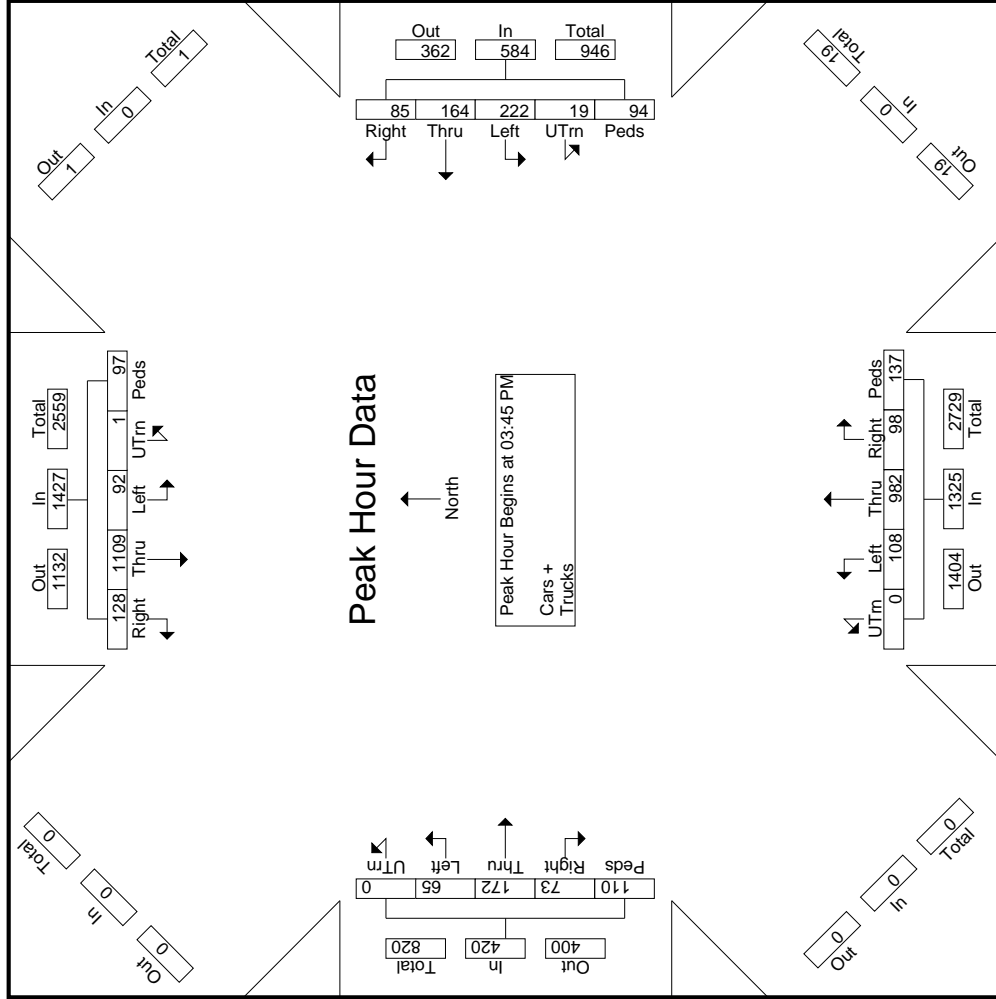 Out In Total
362 584 946
85 164 222 19 94
Right Thru Left UTrn Peds
Out In Total
1 0 1
Total In Out
19 0 19
Out In Total
1132 1427 2559
128 1109 92 1 97
Right Thru Left UTrn Peds
Peak Hour Data
North
Peak Hour Begins at 03:45 PM
Cars +
Trucks
UTrn Left Thru Right Peds
0 108 982 98 137
1404 1325 2729
Out In Total
Total In Out
0 0 0
UTrn Left Thru Right Peds
0 65 172 73 110
820 420 400
Total In Out
0 0 0
Out In Total